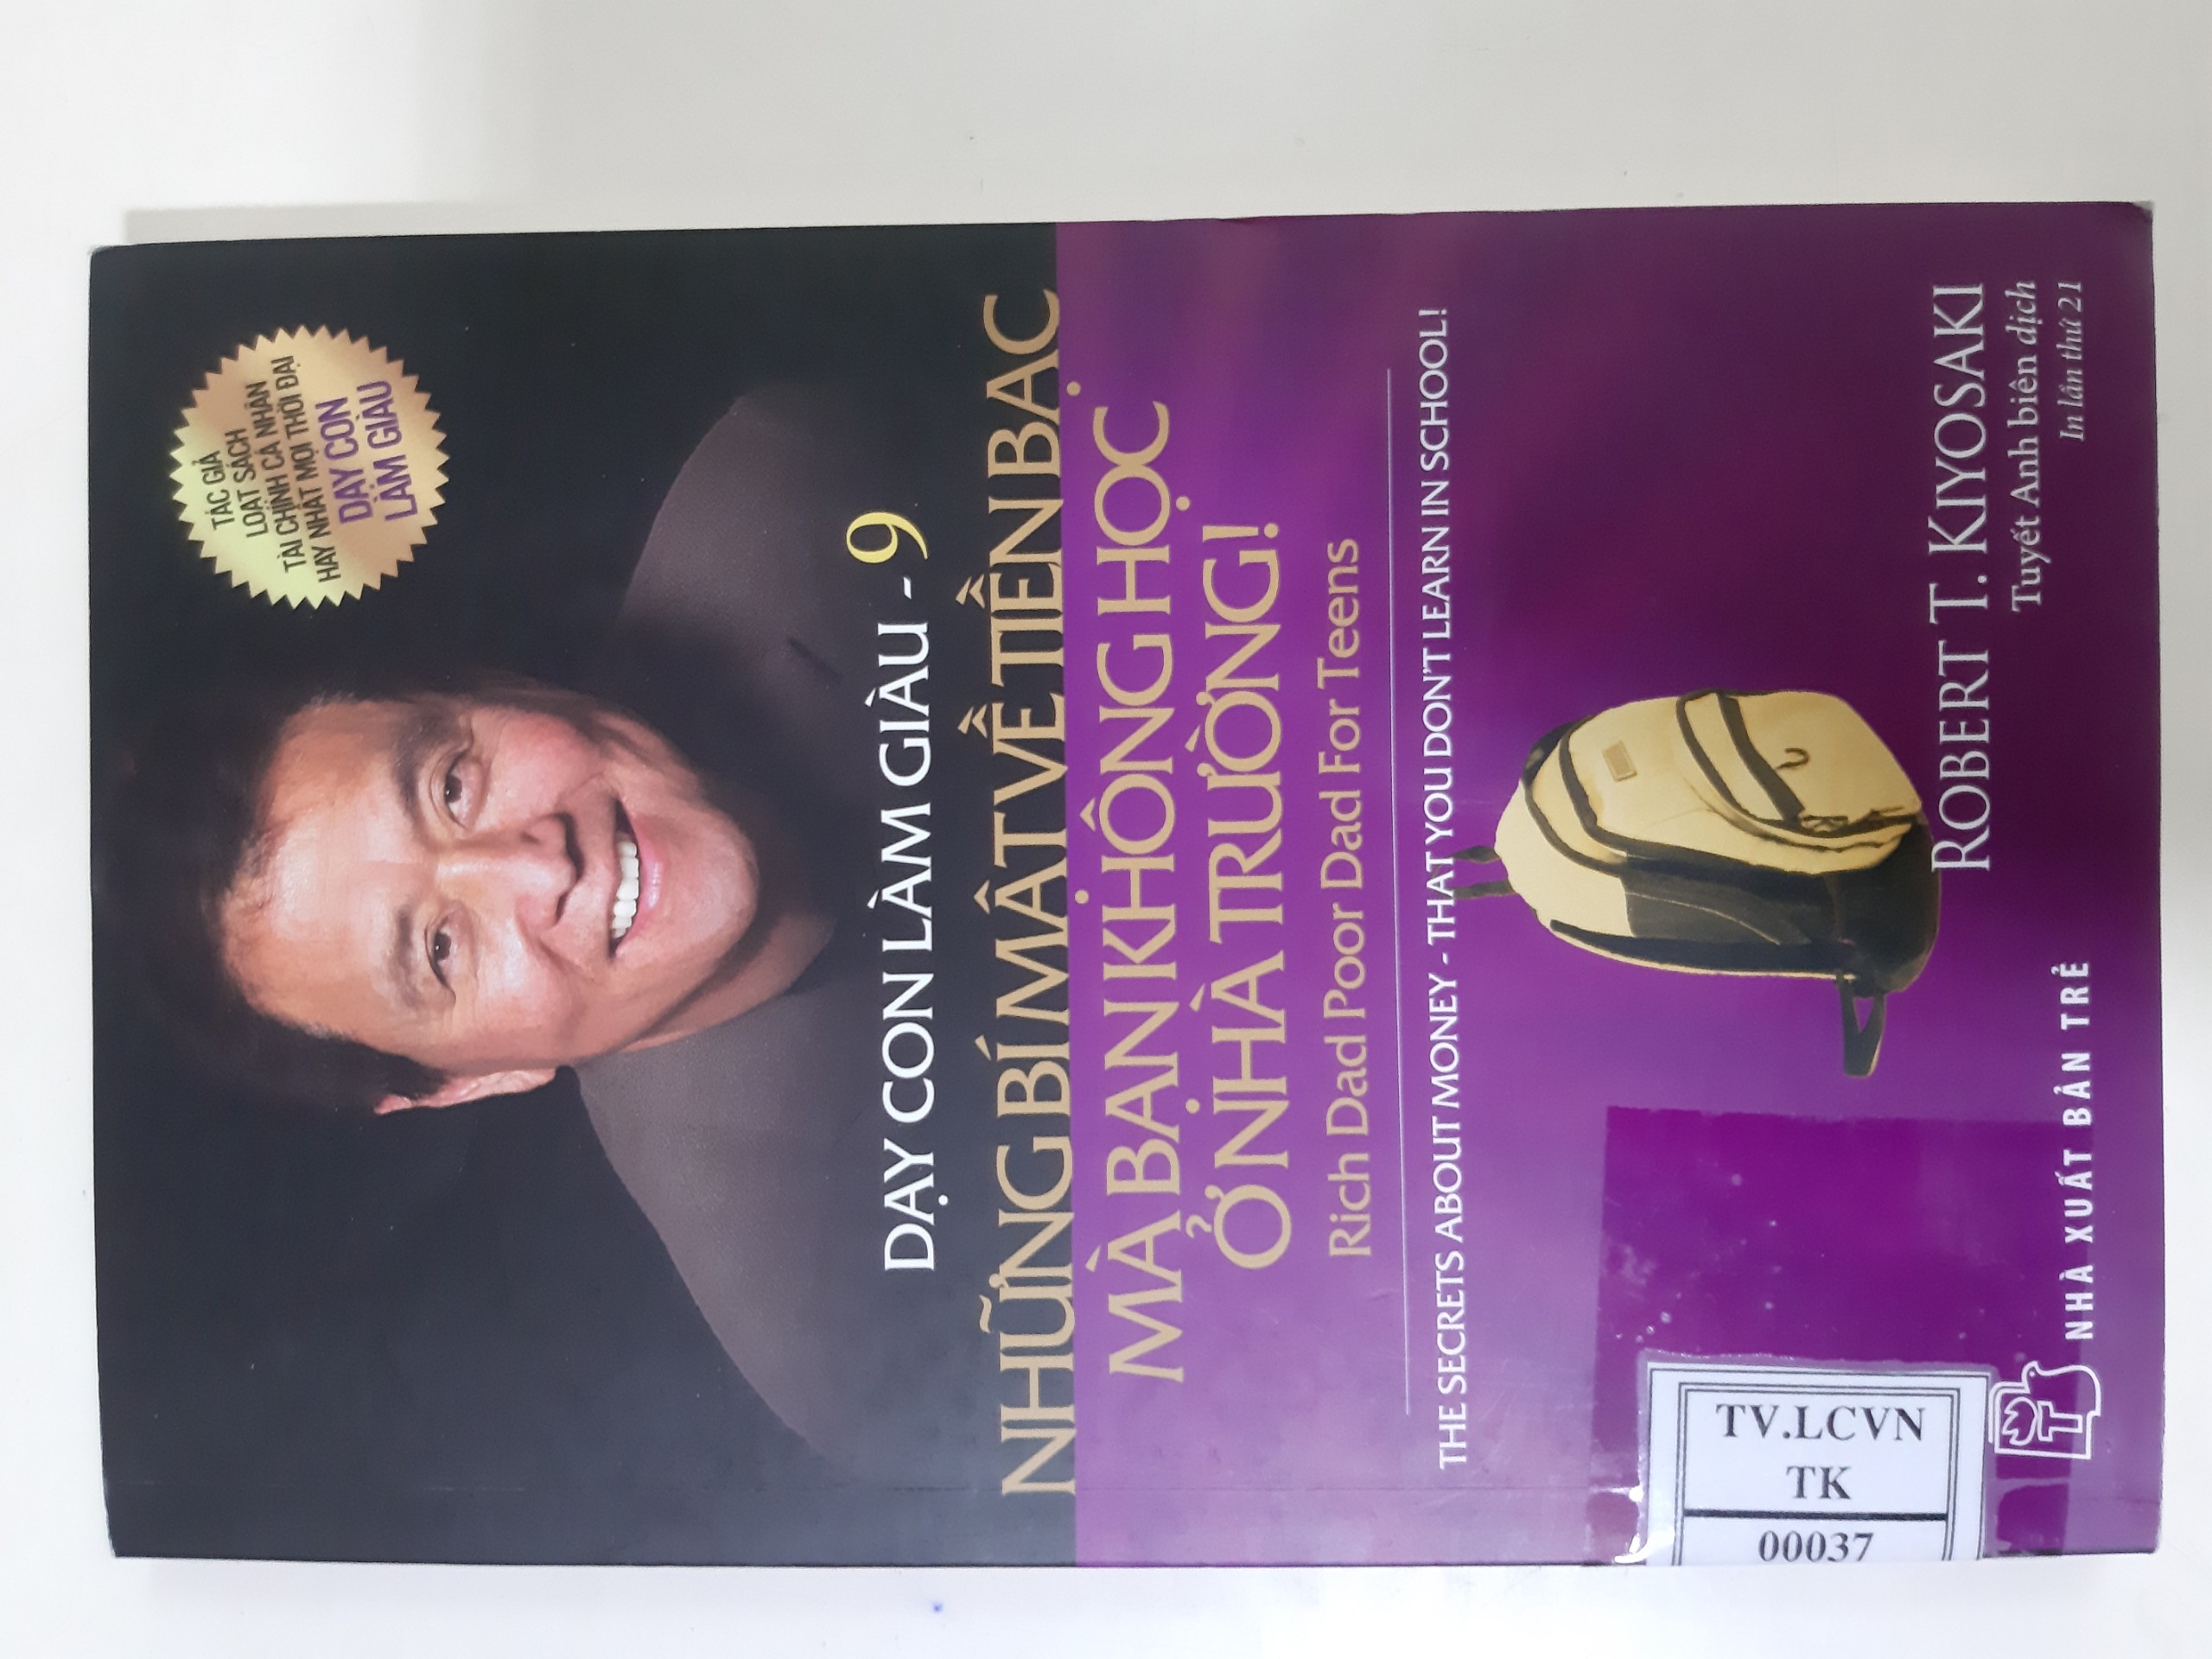 TÁC GIẢ
LOẠT SÁCH
TÀI CHÍNH CÁ NHÂN
HAY NHẤT MỌI THỜI ĐẠI
DẠY CON
LÀM GIÀU
DẠY CON LÀM GIÀU - 9
NHỮNG BÍ MẬT VỀ TIỀN BẠC
MÀ BẠN KHÔNG HỌC
Ở NHÀ TRƯỜNG!
Rich Dad Poor Dad For Teens
THE SECRETS ABOUT MONEY - THAT YOU DON'T LEARN IN SCHOOL!
TV.LCVN
TK
00037
ROBERT T. KIYOSAKI
Tuyết Anh biên dịch
In lần thứ 21
T
NHÀ XUẤT BẢN TRẺ